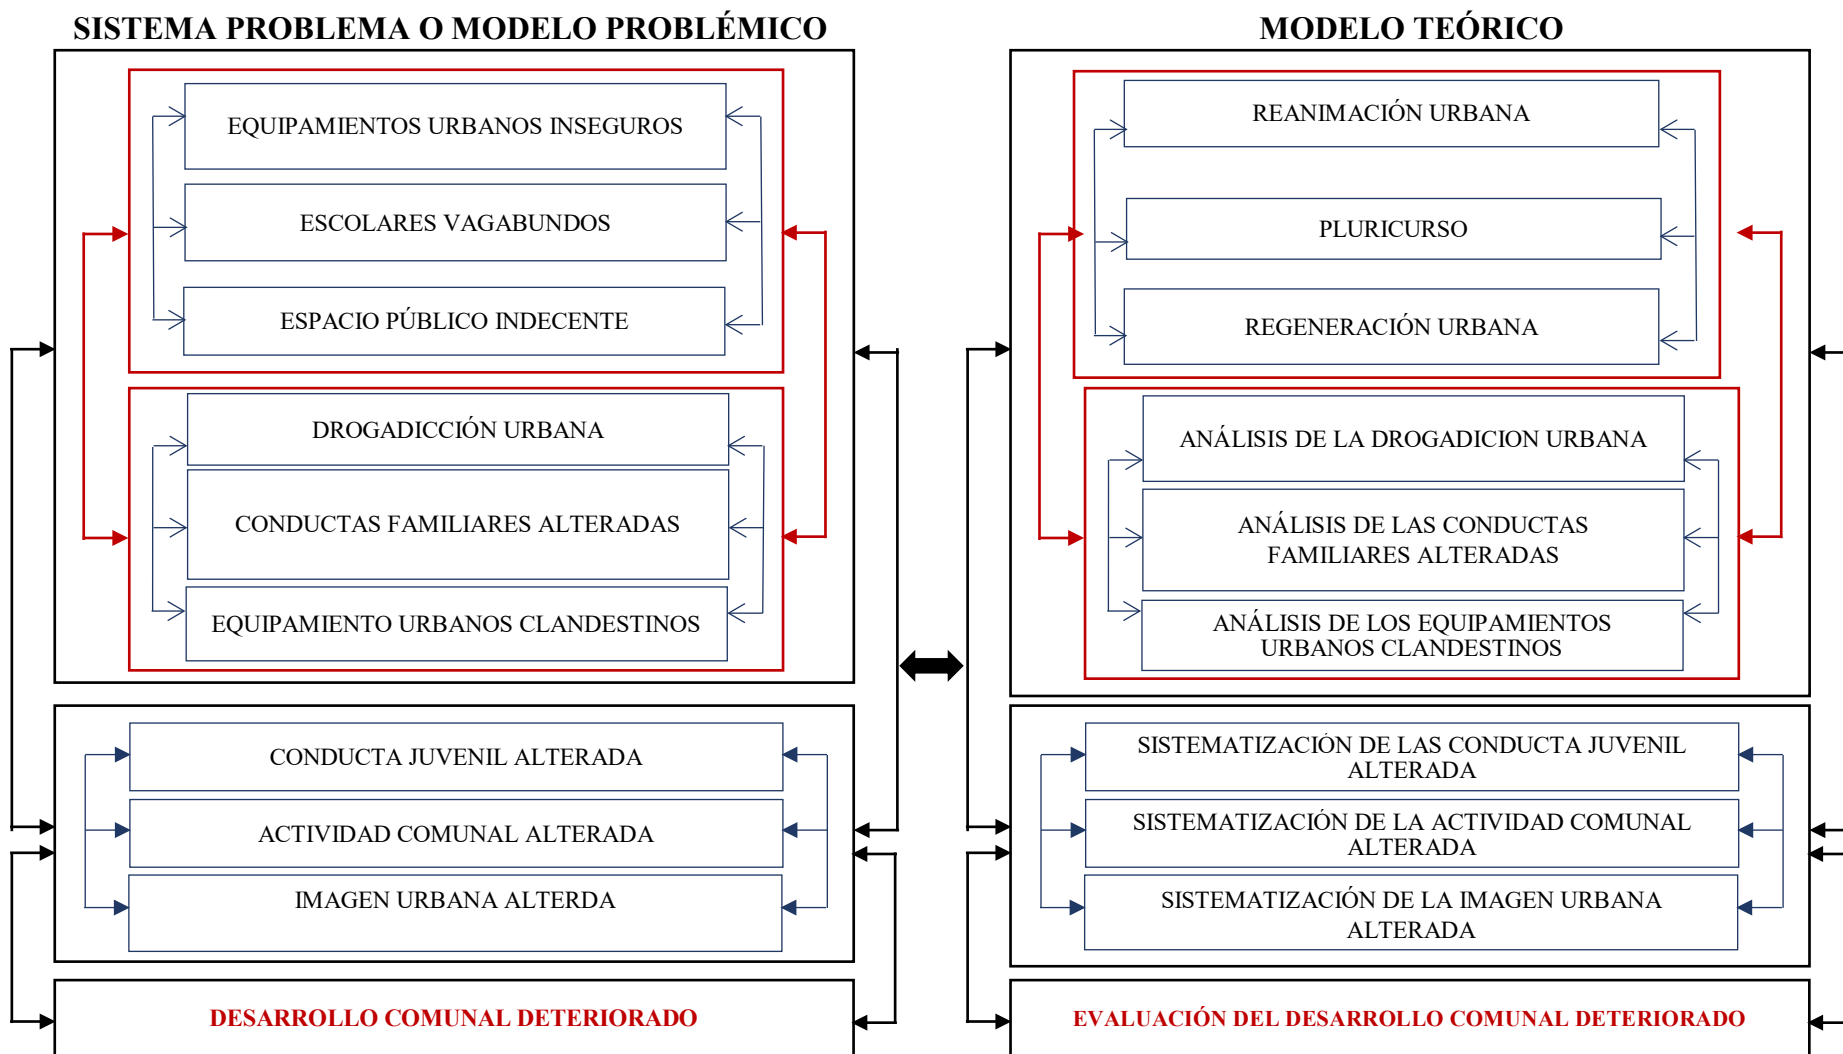 SISTEMA PROBLEMA O MODELO PROBLÉMICO
EQUIPAMIENTOS URBANOS INSEGUROS
ESCOLARES VAGABUNDOS
ESPACIO PÚBLICO INDECENTE
DROGADICCIÓN URBANA
CONDUCTAS FAMILIARES ALTERADAS
EQUIPAMIENTO URBANOS CLANDESTINOS
CONDUCTA JUVENIL ALTERADA
ACTIVIDAD COMUNAL ALTERADA
IMAGEN URBANA ALTERDA
DESARROLLO COMUNAL DETERIORADO
MODELO TEÓRICO
REANIMACIÓN URBANA
PLURICURSO
REGENERACIÓN URBANA
ANÁLISIS DE LA DROGADICION URBANA
ANÁLISIS DE LAS CONDUCTAS
FAMILIARES ALTERADAS
ANÁLISIS DE LOS EQUIPAMIENTOS
URBANOS CLANDESTINOS
SISTEMATIZACIÓN DE LAS CONDUCTA JUVENIL
ALTERADA
SISTEMATIZACIÓN DE LA ACTIVIDAD COMUNAL
ALTERADA
SISTEMATIZACIÓN DE LA IMAGEN URBANA
ALTERADA
EVALUACIÓN DEL DESARROLLO COMUNAL DETERIORADO